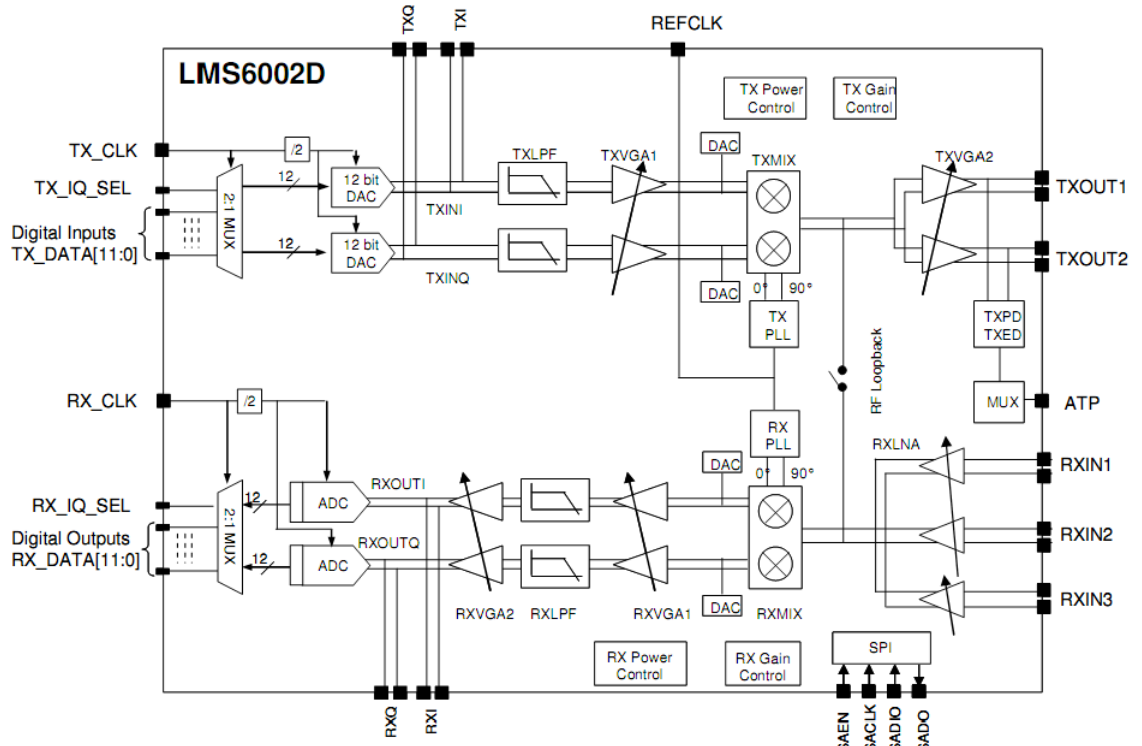 TXQ
TXI
REFCLK
LMS6002D
TX Power
Control
TX Gain
Control
TX_CLK
/2
DAC
TXLPF
TXVGA1
TXMIX
TXVGA2
TX_IQ_SEL
12
12 bit
DAC
TXOUT1
2:1 MUX
TXINI
Digital Inputs
TX_DATA[11:0]
12
12 bit
DAC
TXOUT2
TXINQ
DAC
0°
90°
TX
PLL
TXPD
TXED
RF Loopback
RX_CLK
/2
MUX
ATP
RX
PLL
RXLNA
DAC
0°
90°
RXIN1
RX_IQ_SEL
12
ADC
RXOUTI
2:1 MUX
Digital Outputs
RX_DATA[11:0]
RXOUTQ
RXIN2
12
ADC
RXVGA2
RXLPF
RXVGA1
DAC
RXMIX
RXIN3
RX Power
Control
RX Gain
Control
SPI
RXQ
RXI
SAEN
SACLK
SADIO
SADO